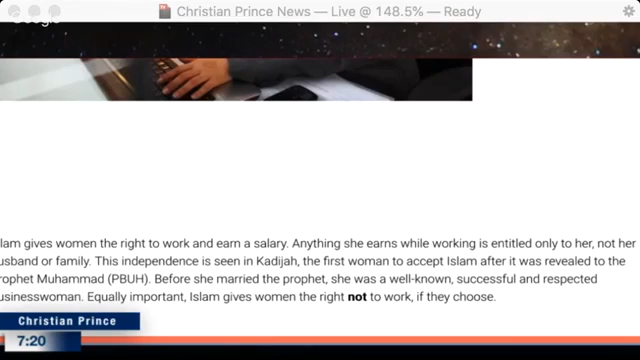 Christian Prince News — Live @ 148.5% — Ready
Google
lam gives women the right to work and earn a salary. Anything she earns while working is entitled only to her, not her
usband or family. This independence is seen in Kadijah, the first woman to accept Islam after it was revealed to the
rophet Muhammad (PBUH). Before she married the prophet, she was a well-known, successful and respected
usinesswoman. Equally important, Islam gives women the right not to work, if they choose.
Christian Prince
7:20